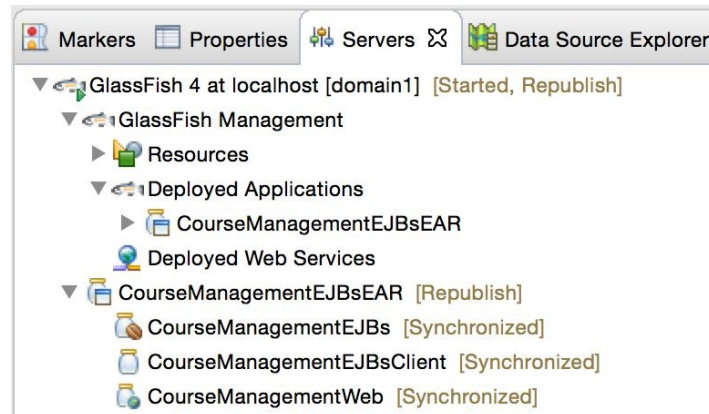 Markers Properties Servers Data Source Explorer
GlassFish 4 at localhost [domain1] [Started, Republish]
GlassFish Management
Resources
Deployed Applications
CourseManagementEJBsEAR
Deployed Web Services
CourseManagementEJBsEAR [Republish]
CourseManagementEJBs [Synchronized]
CourseManagementEJBsClient [Synchronized]
CourseManagementWeb [Synchronized]